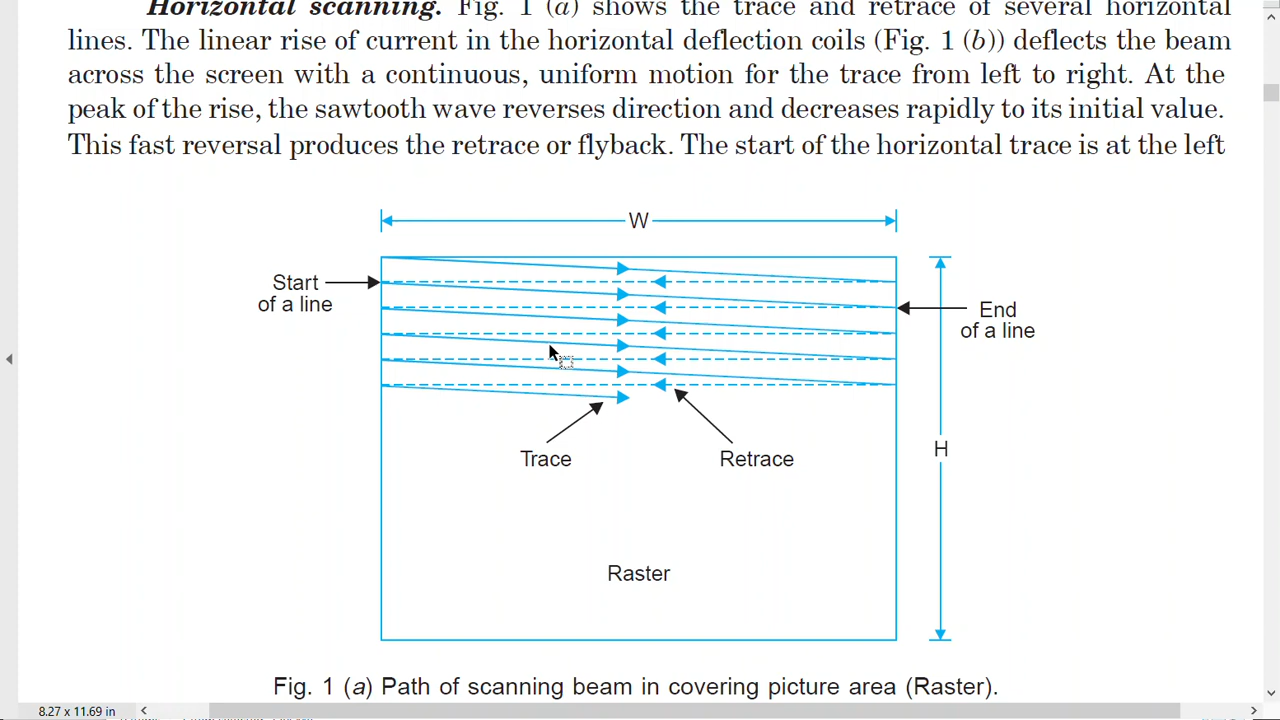 Horizontal scanning. Fig. 1 (a) shows the trace and retrace of several horizontal
lines. The linear rise of current in the horizontal deflection coils (Fig. 1 (b)) deflects the beam
across the screen with a continuous, uniform motion for the trace from left to right. At the
peak of the rise, the sawtooth wave reverses direction and decreases rapidly to its initial value.
This fast reversal produces the retrace or flyback. The start of the horizontal trace is at the left
W
Start
of a line
End
of a line
H
Trace
Retrace
Raster
Fig. 1 (a) Path of scanning beam in covering picture area (Raster).
8.27 x 11.69 in